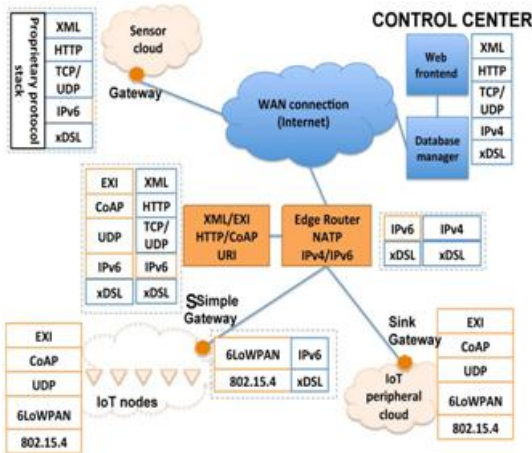 CONTROL CENTER
Proprietary protocol
stack
XML
HTTP
TCP/
UDP
IPv6
xDSL
Sensor
cloud
Gateway
WAN connection
(Internet)
Web
frontend
Database
manager
XML
HTTP
TCP/
UDP
IPv4
xDSL
EXI
CoAP
UDP
IPv6
xDSL
XML
HTTP
TCP/
UDP
IPv6
xDSL
XML/EXI
HTTP/CoAP
URI
Edge Router
NATP
IPv4/IPv6
IPv6
IPv4
xDSL
xDSL
SSimple
Gateway
Sink
Gateway
EXI
CoAP
UDP
6LoWPAN
802.15.4
IoT nodes
6LoWPAN
IPv6
802.15.4
xDSL
IoT
peripheral
cloud
EXI
CoAP
UDP
6LoWPAN
802.15.4